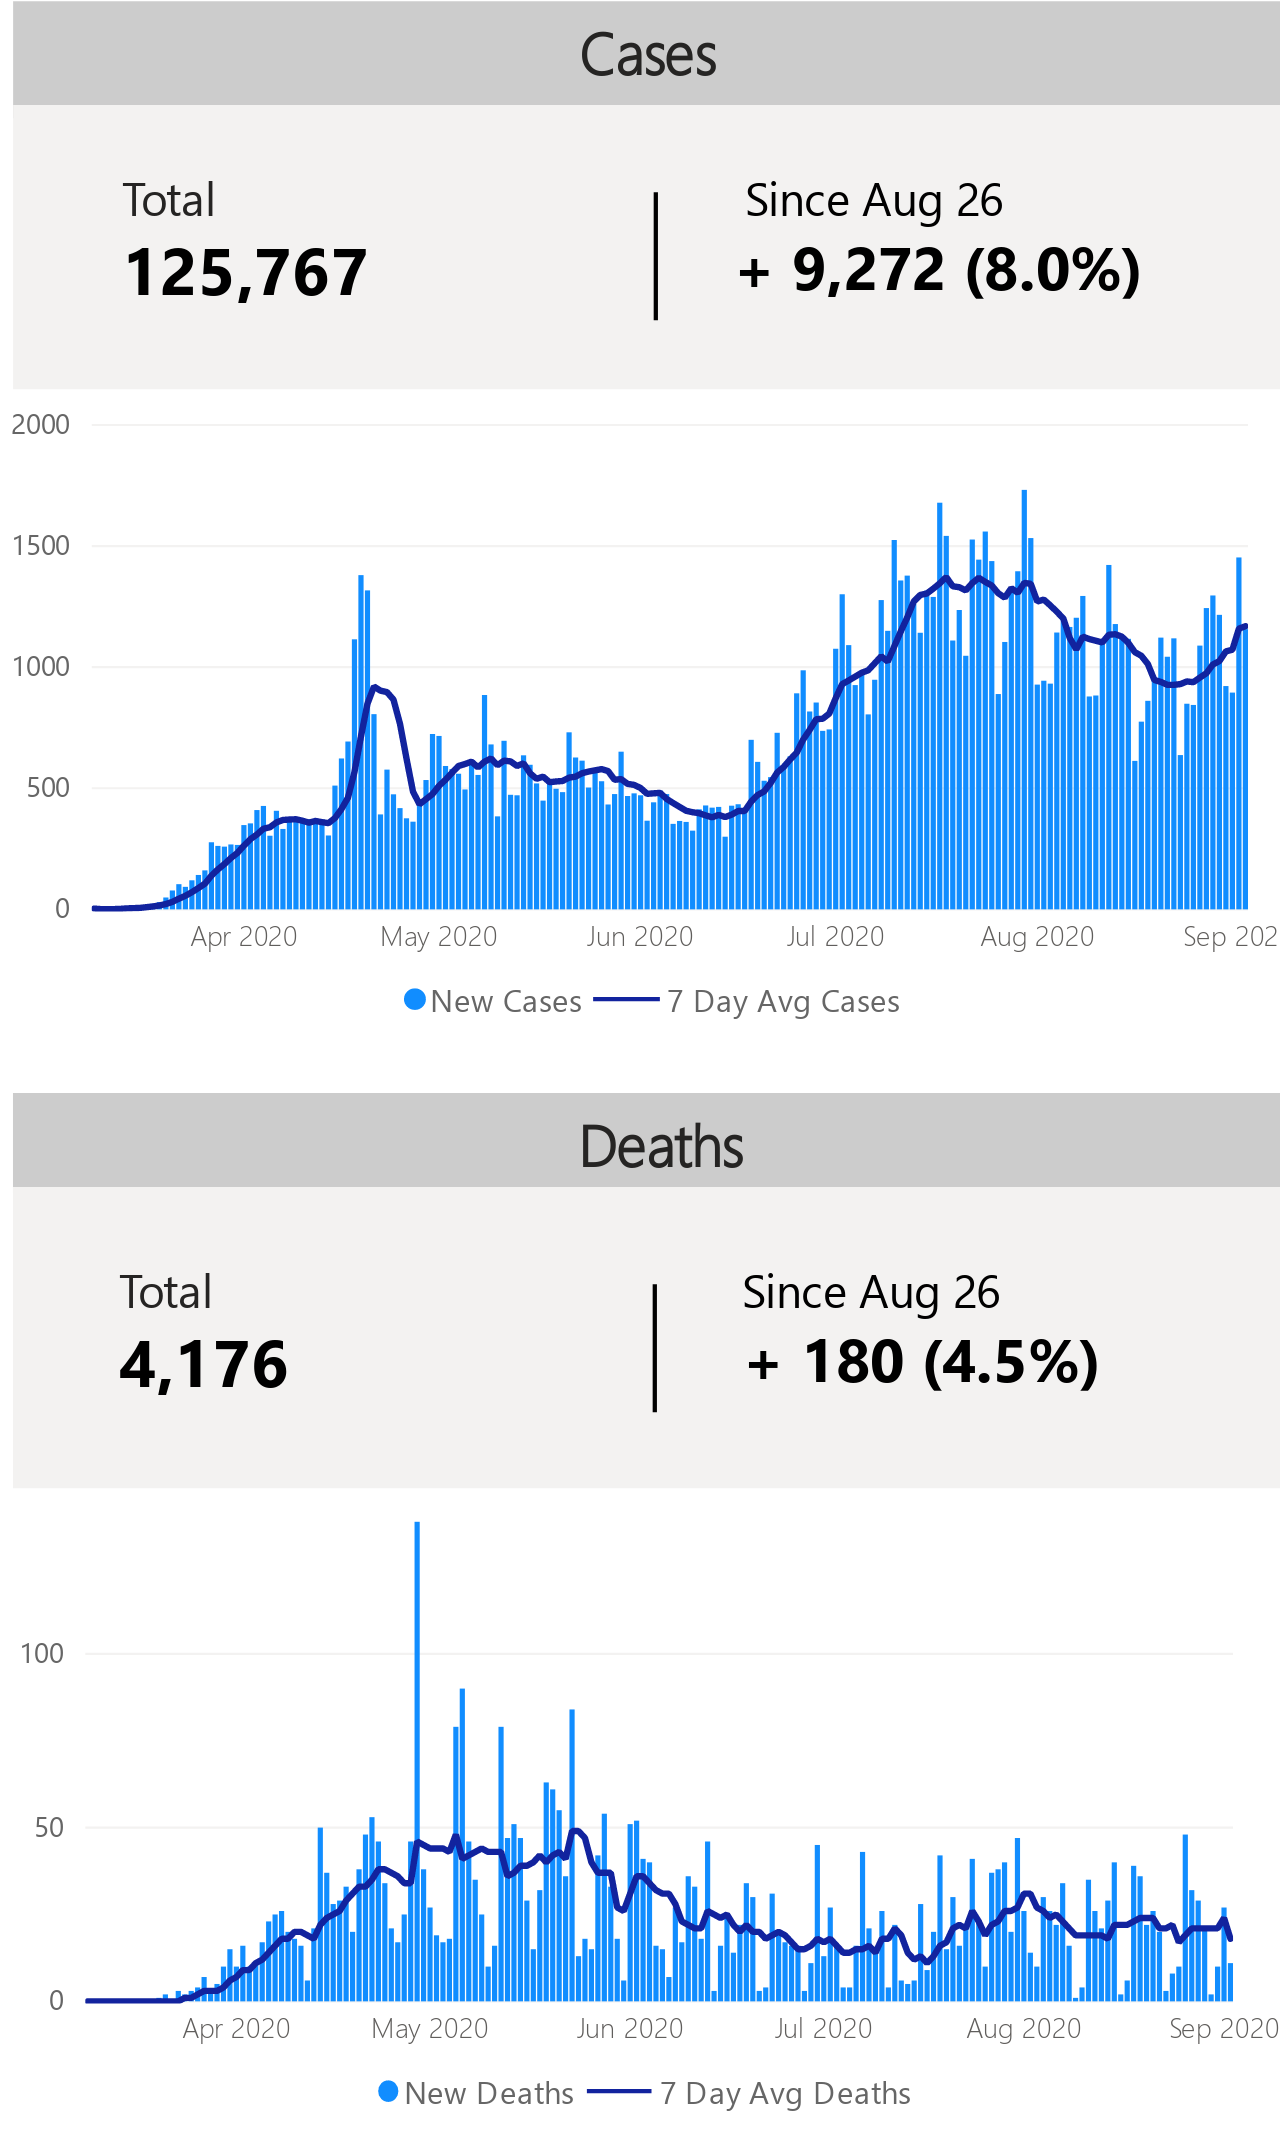 Cases
Total
Since Aug 26
125,767
+ 9,272 (8.0%)
2000
1500
1000
500
0
Apr 2020 May 2020 Jun 2020 Jul 2020 Aug 2020 Sep 202
New Cases 7 Day Avg Cases
Deaths
Total
Since Aug 26
4,176
+ 180 (4.5%)
100
50
0
Apr 2020 May 2020 Jun 2020 Jul 2020 Aug 2020 Sep 2020
New Deaths 7 Day Avg Deaths